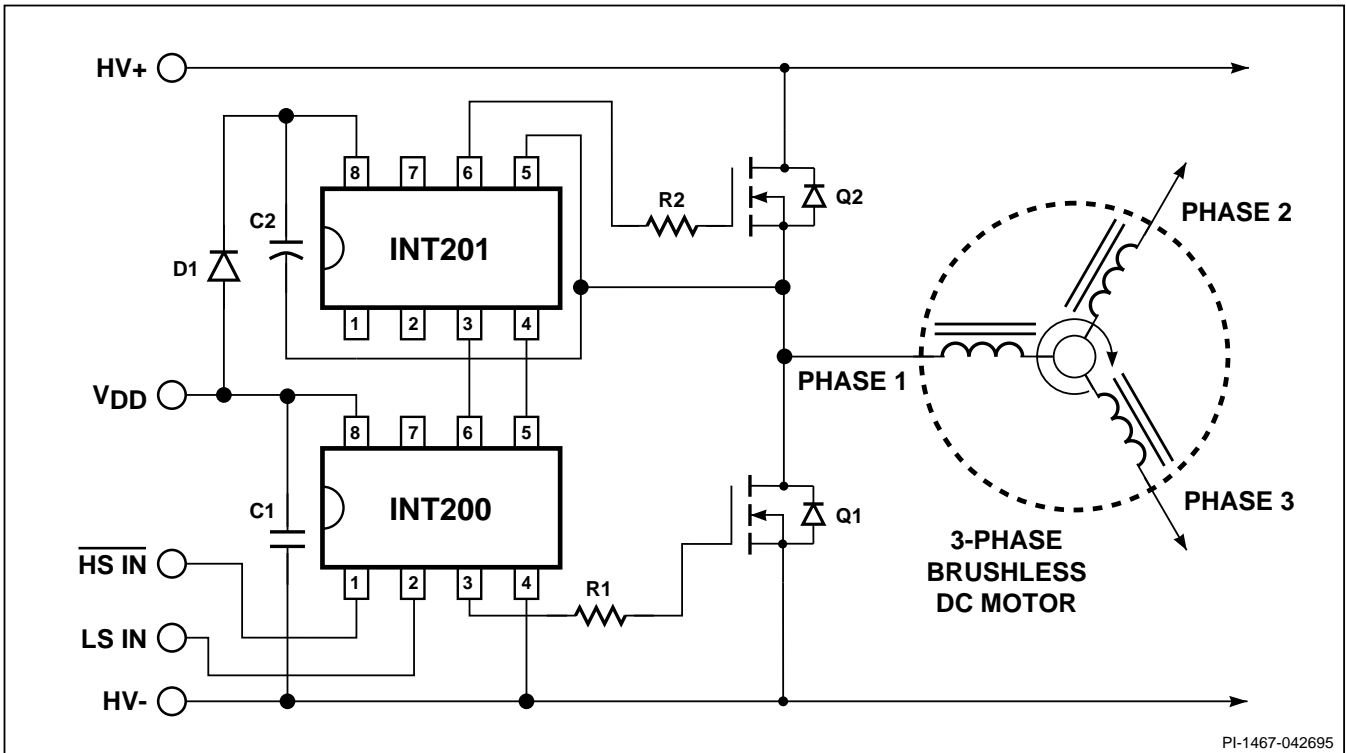 HV+
8
7
6
5
R2
Q2
PHASE 2
C2
D1
INT201
1
2
3
4
VDD
PHASE 1
8
7
6
5
C1
INT200
Q1
PHASE 3
3-PHASE
BRUSHLESS
DC MOTOR
HS IN
1
2
3
4
R1
LS IN
HV-
PI-1467-042695